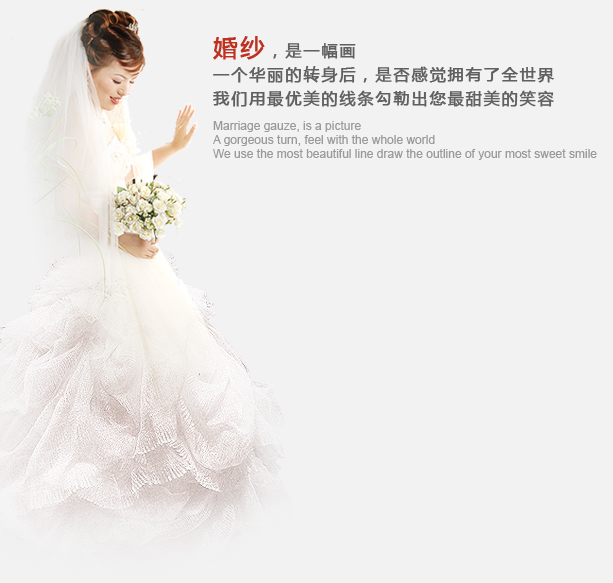 婚纱，是一幅画
一个华丽的转身后，是否感觉拥有了全世界
我们用最优美的线条勾勒出您最甜美的笑容
Marriage gauze, is a picture
A gorgeous turn, feel with the whole world
We use the most beautiful line draw the outline of your most sweet smile